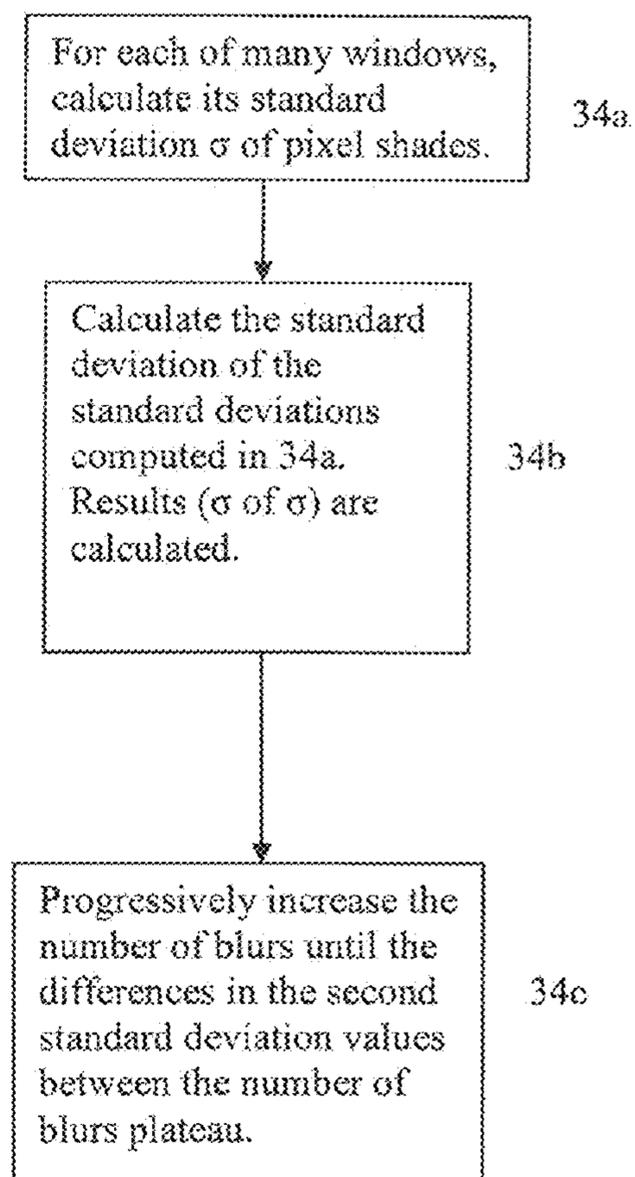 For each of many windows,
calculate its standard
deviation σ of pixel shades.
34a
Calculate the standard
deviation of the
standard deviations
computed in 34a.
Results (σ of σ) are
calculated.
34b
Progressively increase the
number of blurs until the
differences in the second
standard deviation values
between the number of
blurs plateau.
34c